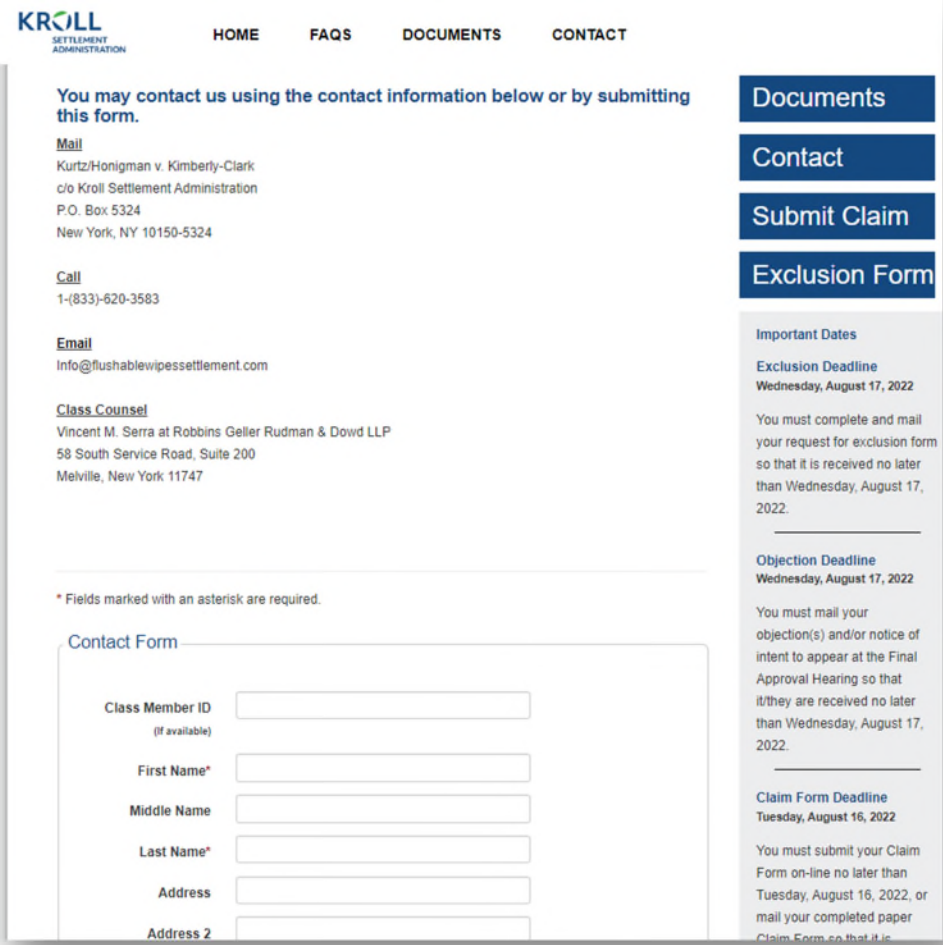 KROLL
SETTLEMENT
ADMINISTRATION
HOME FAQS DOCUMENTS CONTACT
You may contact us using the contact information below or by submitting
this form.
Mail
Kurtz/Honigman v. Kimberly-Clark
c/o Kroll Settlement Administration
P.O. Box 5324
New York, NY 10150-5324
Call
1-(833)-620-3583
Email
Info@flushablewipessettlement.com
Class Counsel
Vincent M. Serra at Robbins Geller Rudman & Dowd LLP
58 South Service Road, Suite 200
Melville, New York 11747
* Fields marked with an asterisk are required.
Contact Form
Class Member ID
(If available)
First Name*
Middle Name
Last Name*
Address
Address 2
Documents
Contact
Submit Claim
Exclusion Form
Important Dates
Exclusion Deadline
Wednesday, August 17, 2022
You must complete and mail
your request for exclusion form
so that it is received no later
than Wednesday, August 17,
2022.
Objection Deadline
Wednesday, August 17, 2022
You must mail your
objection(s) and/or notice of
intent to appear at the Final
Approval Hearing so that
it/they are received no later
than Wednesday, August 17,
2022.
Claim Form Deadline
Tuesday, August 16, 2022
You must submit your Claim
Form on-line no later than
Tuesday, August 16, 2022, or
mail your completed paper
Claim Form so that it is